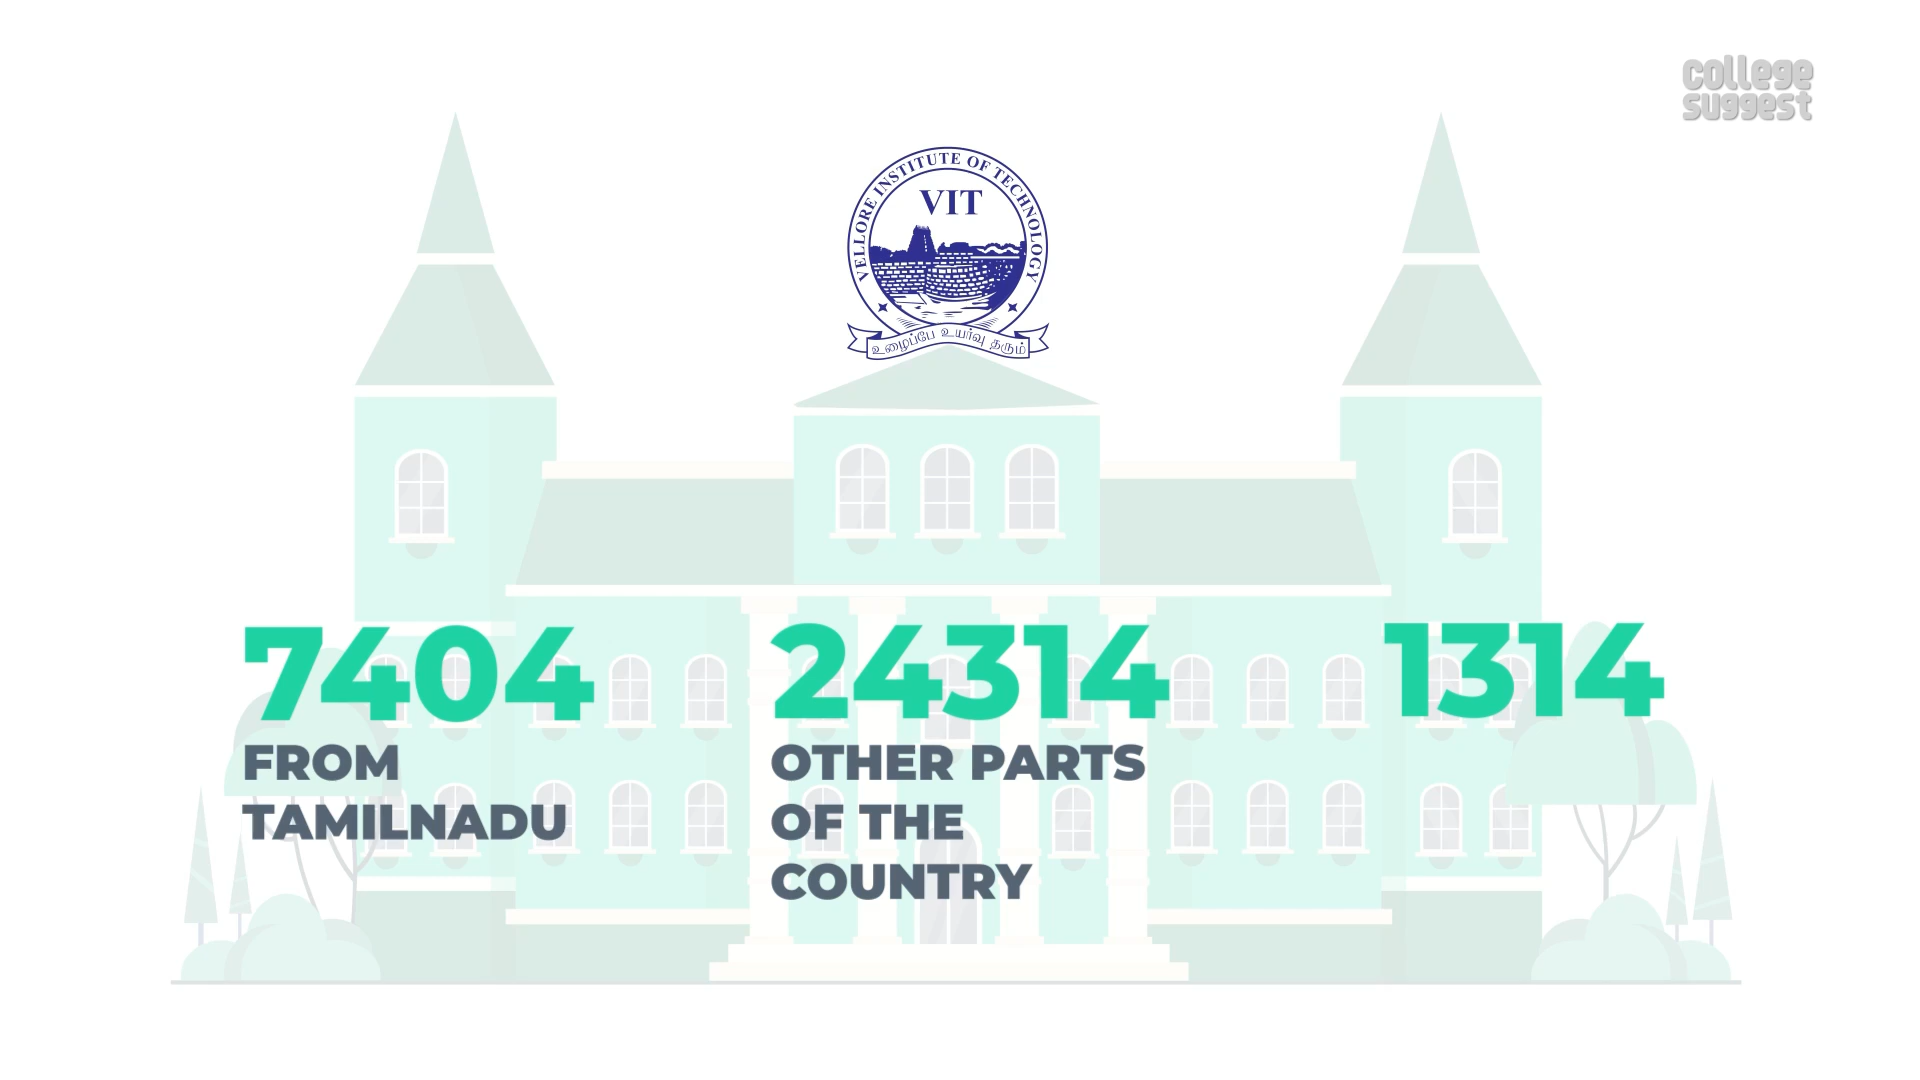 college
suggest
VELLORE INSTITUTE OF TECHNOLOGY
VIT
உழைப்பே உயர்வு தரும்
7404
FROM
TAMILNADU
24314
OTHER PARTS
OF THE
COUNTRY
1314